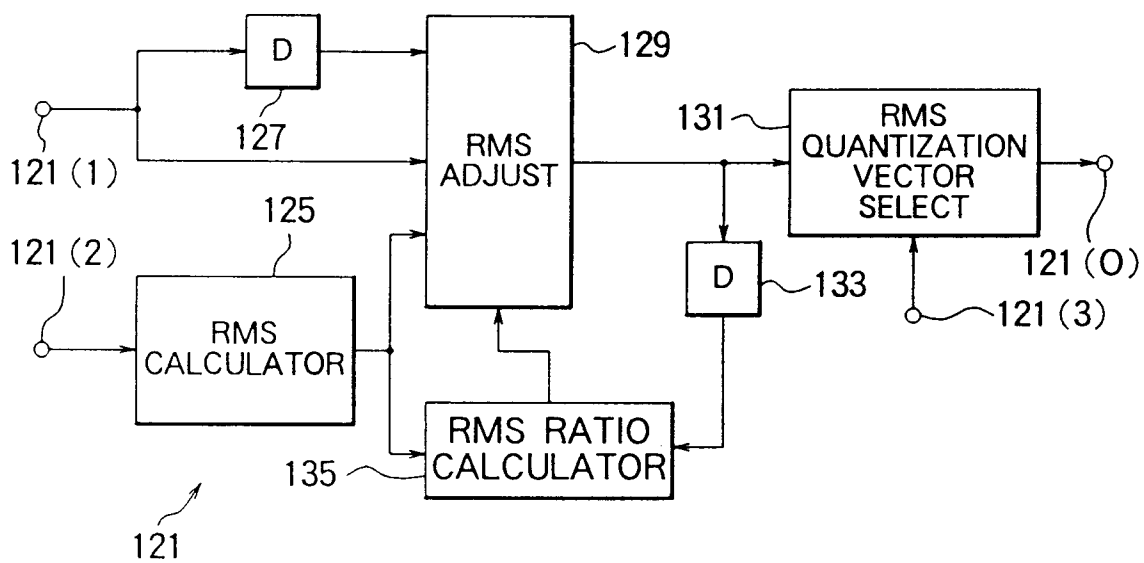 D
127
129
RMS
ADJUST
131
RMS
QUANTIZATION
VECTOR
SELECT
121 (1)
125
121 (2)
RMS
CALCULATOR
D
133
121 (O)
121 (3)
RMS RATIO
CALCULATOR
135
121